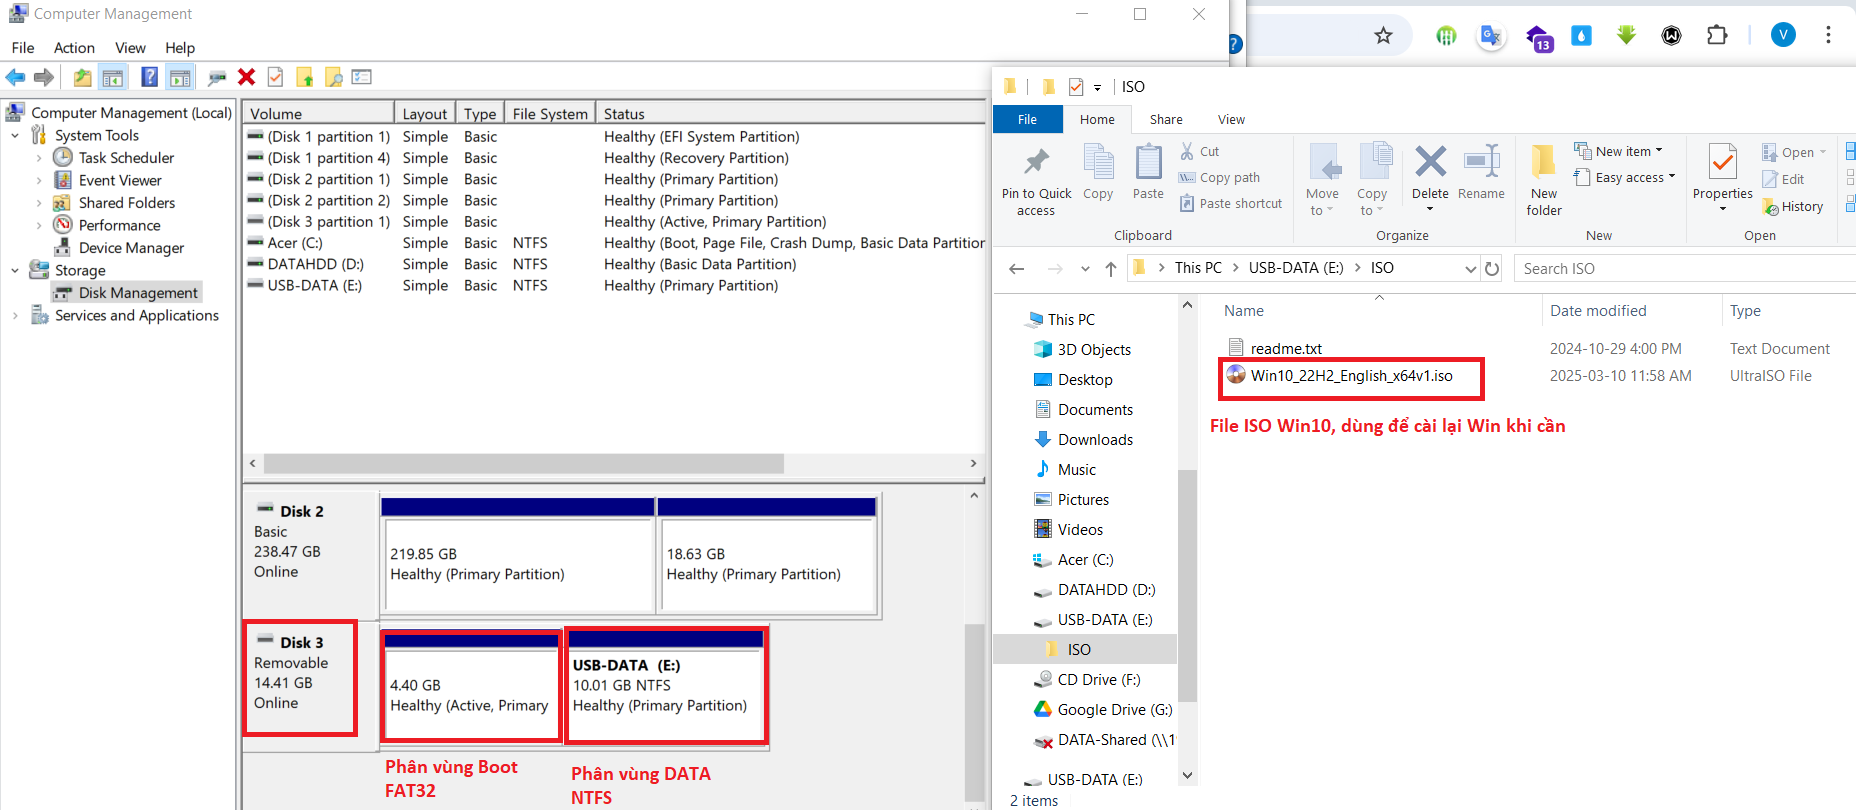 Computer Management
File Action View Help
Computer Management (Local)
System Tools
Task Scheduler
Event Viewer
Shared Folders
Performance
Device Manager
Storage
Disk Management
Services and Applications
Volume Layout Type File System Status
(Disk 1 partition 1) Simple Basic Healthy (EFI System Partition)
(Disk 1 partition 4) Simple Basic Healthy (Recovery Partition)
(Disk 2 partition 1) Simple Basic Healthy (Primary Partition)
(Disk 2 partition 2) Simple Basic Healthy (Primary Partition)
(Disk 3 partition 1) Simple Basic Healthy (Active, Primary Partition)
Acer (C:) Simple Basic NTFS Healthy (Boot, Page File, Crash Dump, Basic Data Partition
DATAHDD (D:) Simple Basic NTFS Healthy (Basic Data Partition)
USB-DATA (E:) Simple Basic NTFS Healthy (Primary Partition)
Disk 2
Basic
238.47 GB
Online
219.85 GB
Healthy (Primary Partition)
18.63 GB
Healthy (Primary Partition)
Disk 3
Removable
14.41 GB
Online
4.40 GB
Healthy (Active, Primary
USB-DATA (E:)
10.01 GB NTFS
Healthy (Primary Partition)
Phân vùng Boot
FAT32
Phân vùng DATA
NTFS
13
V
ISO
File Home Share View
Pin to Quick
access
Copy
Paste
Cut
Copy path
Paste shortcut
Clipboard
Move
to
Copy
to
Delete
Rename
Organize
New
folder
New item
Easy access
New
Properties
Open
Edit
History
Open
This PC > USB-DATA (E:) > ISO
Search ISO
This PC
3D Objects
Desktop
Documents
Downloads
Music
Pictures
Videos
Acer (C:)
DATAHDD (D:)
USB-DATA (E:)
ISO
CD Drive (F:)
Google Drive (G:)
DATA-Shared (\\1
USB-DATA (E:)
Name Date modified Type
readme.txt 2024-10-29 4:00 PM Text Document
Win10_22H2_English_x64v1.iso 2025-03-10 11:58 AM UltraISO File
File ISO Win10, dùng để cài lại Win khi cần
2 items